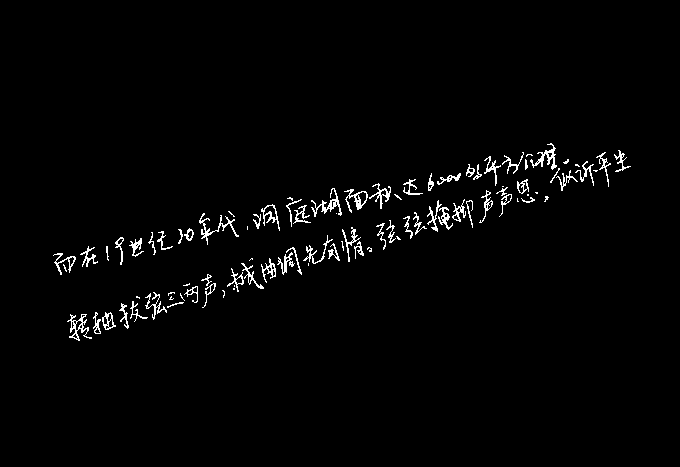 而在19世纪20年代，洞庭湖面积达6000多平方公理。
转轴拔弦三两声，未成曲调先有情。弦弦掩抑声声思。似诉平生